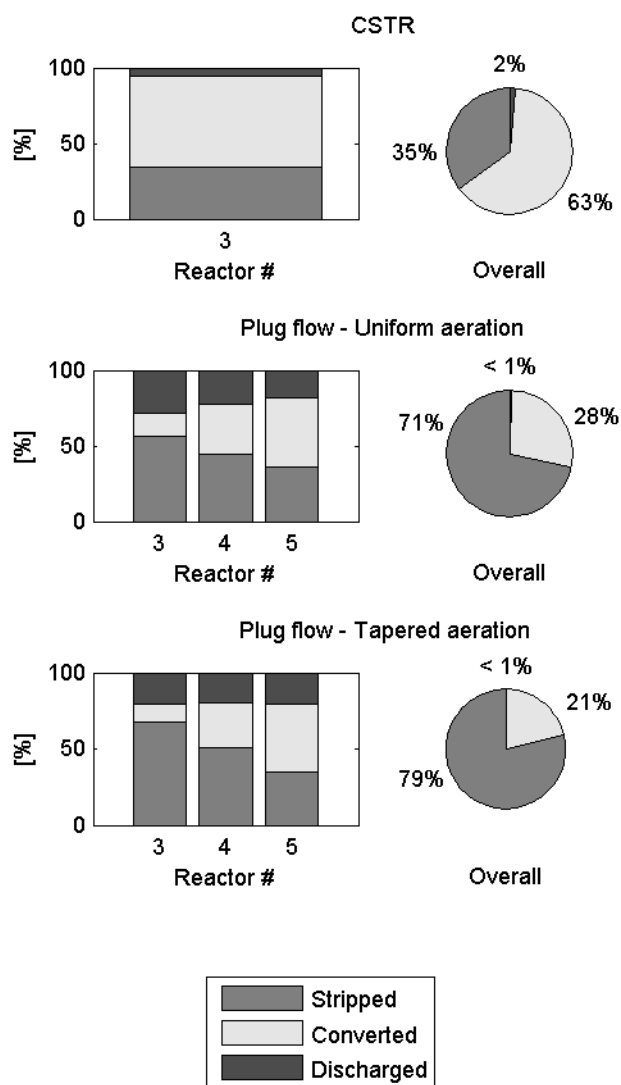 CSTR
100
50
0
[%]
3
Reactor #
2%
35%
63%
Overall
Plug flow - Uniform aeration
100
50
0
[%]
3 4 5
Reactor #
< 1%
71%
28%
Overall
Plug flow - Tapered aeration
100
50
0
[%]
3 4 5
Reactor #
< 1%
21%
79%
Overall
Stripped
Converted
Discharged